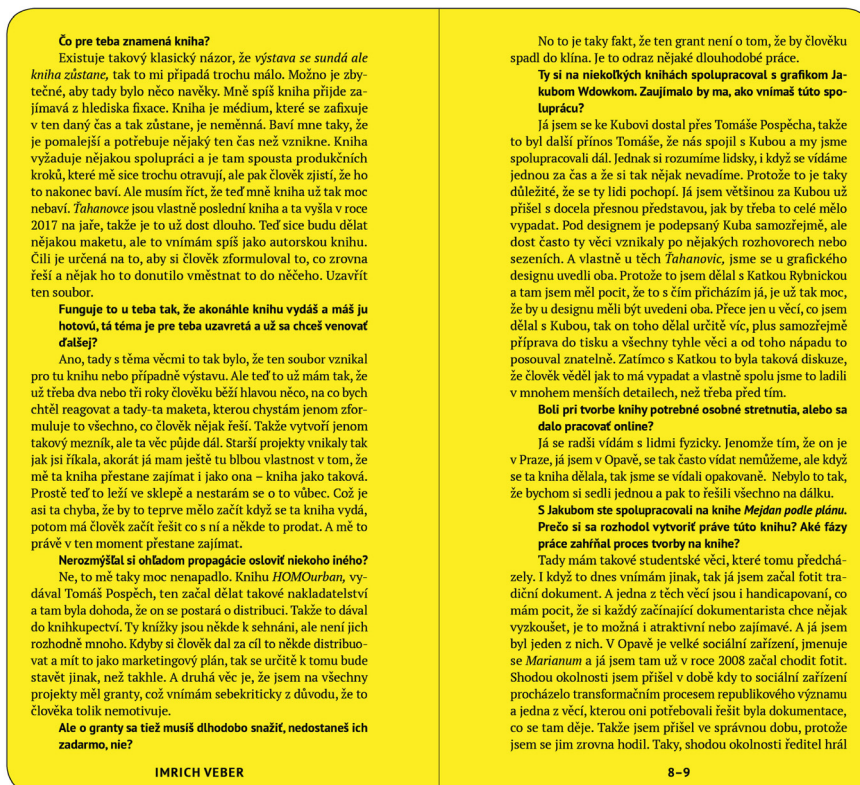 Čo pre teba znamená kniha?
Existuje takový klasický názor, že výstava se sundá ale
kniha zůstane, tak to mi připadá trochu málo. Možno je zby-
tečné, aby tady bylo něco navěky. Mně spíš kniha přijde za-
jímavá z hlediska fixace. Kniha je médium, které se zafixuje
v ten daný čas a tak zůstane, je neměnná. Baví mne taky, že
je pomalejší a potřebuje nějaký ten čas než vznikne. Kniha
vyžaduje nějakou spolupráci a je tam spousta produkčních
kroků, které mě sice trochu otravují, ale pak člověk zjistí, že ho
to nakonec baví. Ale musím říct, že teď mně kniha už tak moc
nebaví. Ťahanovce jsou vlastně poslední kniha a ta vyšla v roce
2017 na jaře, takže je to už dost dlouho. Teď sice budu dělat
nějakou maketu, ale to vnímám spíš jako autorskou knihu.
Čili je určená na to, aby si člověk zformuloval to, co zrovna
řeší a nějak ho to donutilo vměstnat to do něčeho. Uzavřít
ten soubor.
Funguje to u teba tak, že akonáhle knihu vydáš a máš ju
hotovú, tá téma je pre teba uzavretá a už sa chceš venovať
ďalšej?
Ano, tady s těma věcmi to tak bylo, že ten soubor vznikal
pro tu knihu nebo případně výstavu. Ale teď to už mám tak, že
už třeba dva nebo tři roky člověku běží hlavou něco, na co bych
chtěl reagovat a tady-ta maketa, kterou chystám jenom zfor-
muluje to všechno, co člověk nějak řeší. Takže vytvoří jenom
takový mezník, ale ta věc půjde dál. Starší projekty vnikaly tak
jak jsi říkala, akorát já mam ještě tu blbou vlastnost v tom, že
mě ta kniha přestane zajímat i jako ona – kniha jako taková.
Prostě teď to leží ve sklepě a nestarám se o to vůbec. Což je
asi ta chyba, že by to teprve mělo začít když se ta kniha vydá,
potom má člověk začít řešit co s ní a někde to prodat. A mě to
právě v ten moment přestane zajímat.
Nerozmýšľal si ohľadom propagácie osloviť niekoho iného?
Ne, to mě taky moc nenapadlo. Knihu HOMOurban, vy-
dával Tomáš Pospěch, ten začal dělat takové nakladatelství
a tam byla dohoda, že on se postará o distribuci. Takže to dával
do knihkupectví. Ty knížky jsou někde k sehnáni, ale není jich
rozhodně mnoho. Kdyby si člověk dal za cíl to někde distribuo-
vat a mít to jako marketingový plán, tak se určitě k tomu bude
stavět jinak, než takhle. A druhá věc je, že jsem na všechny
projekty měl granty, což vnímám sebekriticky z důvodu, že to
člověka tolik nemotivuje.
Ale o granty sa tiež musíš dlhodobo snažiť, nedostaneš ich
zadarmo, nie?
IMRICH VEBER
No to je taky fakt, že ten grant není o tom, že by člověku
spadl do klína. Je to odraz nějaké dlouhodobé práce.
Ty si na niekoľkých knihách spolupracoval s grafikom Ja-
kubom Wdowkom. Zaujímalo by ma, ako vnímaš túto spo-
luprácu?
Já jsem se ke Kubovi dostal přes Tomáše Pospěcha, takže
to byl další přínos Tomáše, že nás spojil s Kubou a my jsme
spolupracovali dál. Jednak si rozumíme lidsky, i když se vídáme
jednou za čas a že si tak nějak nevadíme. Protože to je taky
důležité, že se ty lidi pochopí. Já jsem většinou za Kubou už
přišel s docela přesnou představou, jak by třeba to celé mělo
vypadat. Pod designem je podepsaný Kuba samozřejmě, ale
dost často ty věci vznikaly po nějakých rozhovorech nebo
sezeních. A vlastně u těch Ťahanovic, jsme se u grafického
designu uvedli oba. Protože to jsem dělal s Katkou Rybnickou
a tam jsem měl pocit, že to s čím přicházím já, je už tak moc,
že by u designu měli být uvedeni oba. Přece jen u věcí, co jsem
dělal s Kubou, tak on toho dělal určitě víc, plus samozřejmě
příprava do tisku a všechny tyhle věci a od toho nápadu to
posouval znatelně. Zatímco s Katkou to byla taková diskuze,
že člověk věděl jak to má vypadat a vlastně spolu jsme to ladili
v mnohem menších detailech, než třeba před tím.
Boli pri tvorbe knihy potrebné osobné stretnutia, alebo sa
dalo pracovať online?
Já se radši vídám s lidmi fyzicky. Jenomže tím, že on je
v Praze, já jsem v Opavě, se tak často vídat nemůžeme, ale když
se ta kniha dělala, tak jsme se vídali opakovaně. Nebylo to tak,
že bychom si sedli jednou a pak to řešili všechno na dálku.
S Jakubom ste spolupracovali na knihe Mejdan podle plánu.
Prečo si sa rozhodol vytvoriť práve túto knihu? Aké fázy
práce zahŕňal proces tvorby na knihe?
Tady mám takové studentské věci, které tomu předchá-
zely. I když to dnes vnímám jinak, tak já jsem začal fotit tra-
diční dokument. A jedna z těch věcí jsou i handicapovaní, co
mám pocit, že si každý začínající dokumentarista chce nějak
vyzkoušet, je to možná i atraktivní nebo zajímavé. A já jsem
byl jeden z nich. V Opavě je velké sociální zařízení, jmenuje
se Marianum a já jsem tam už v roce 2008 začal chodit fotit.
Shodou okolnosti jsem přišel v době kdy to sociální zařízení
procházelo transformačním procesem republikového významu
a jedna z věcí, kterou oni potřebovali řešit byla dokumentace,
co se tam děje. Takže jsem přišel ve správnou dobu, protože
jsem se jim zrovna hodil. Taky, shodou okolnosti ředitel hrál
8–9